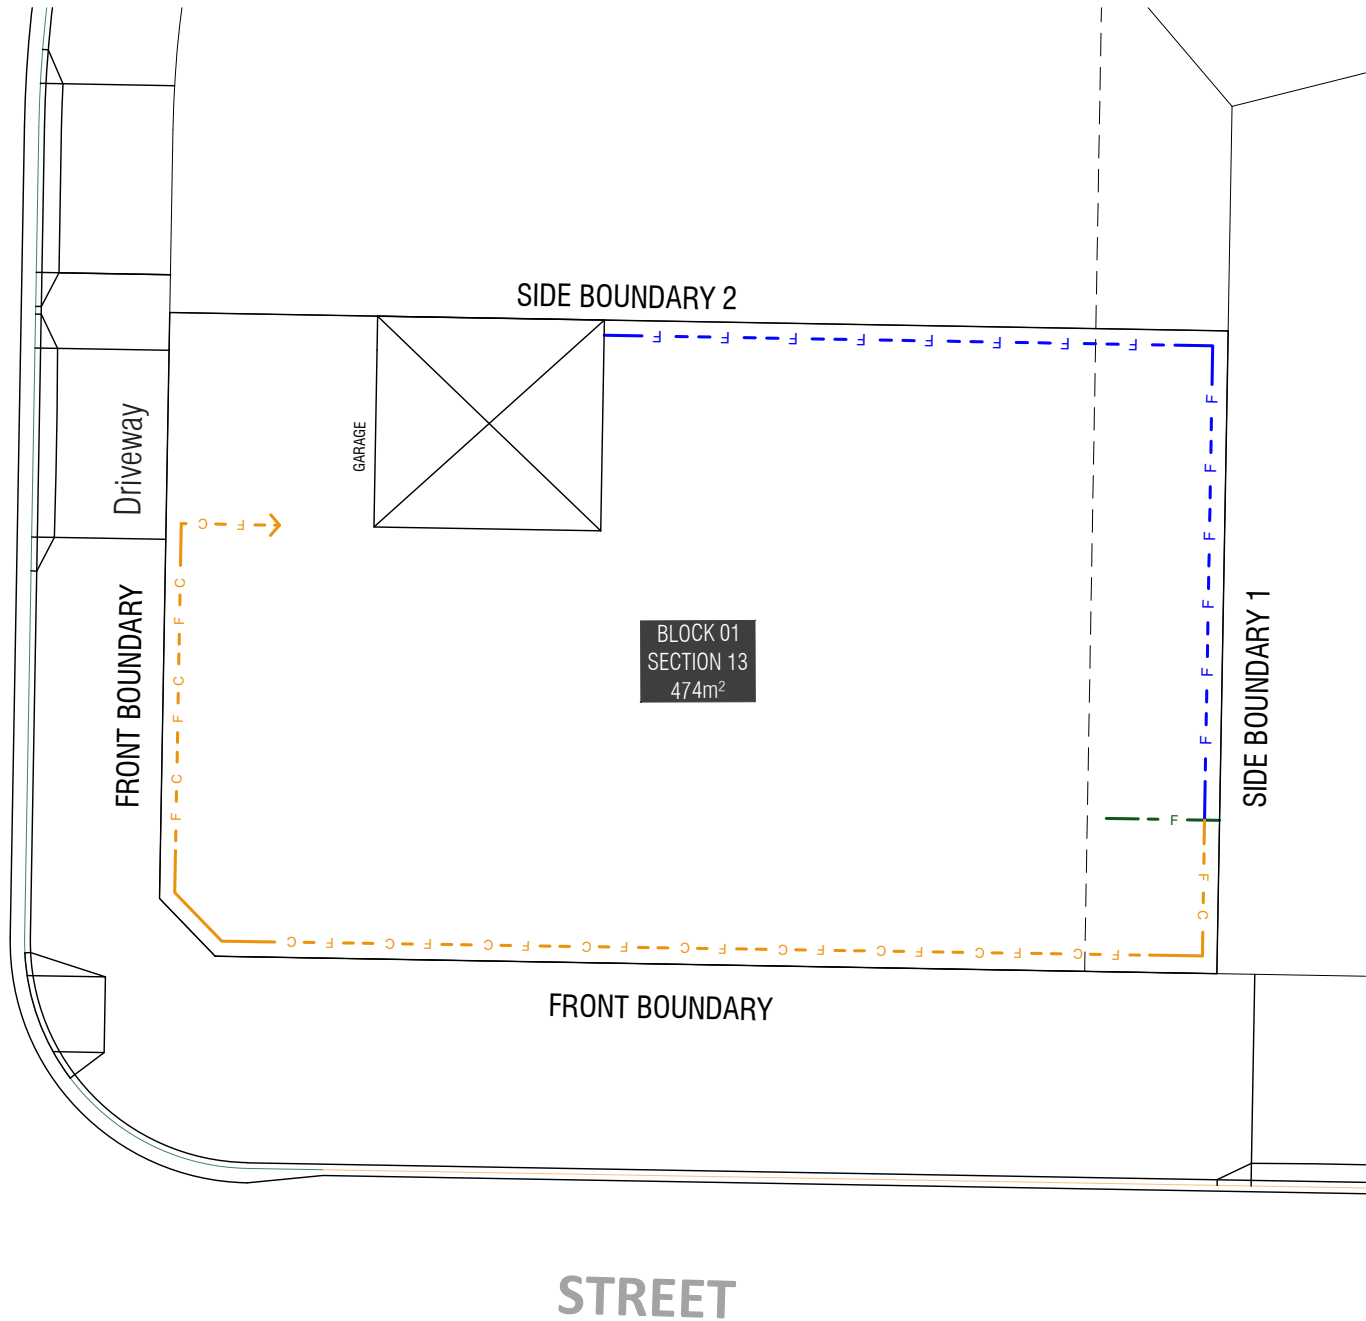 SIDE BOUNDARY 2
F F F F F F F F
Driveway
GARAGE
C F
F F F F F F
C F C F C F
FRONT BOUNDARY
BLOCK 01
SECTION 13
474m²
SIDE BOUNDARY 1
F
F C
C F C F C F C F C F C F C F C F C F
FRONT BOUNDARY
STREET